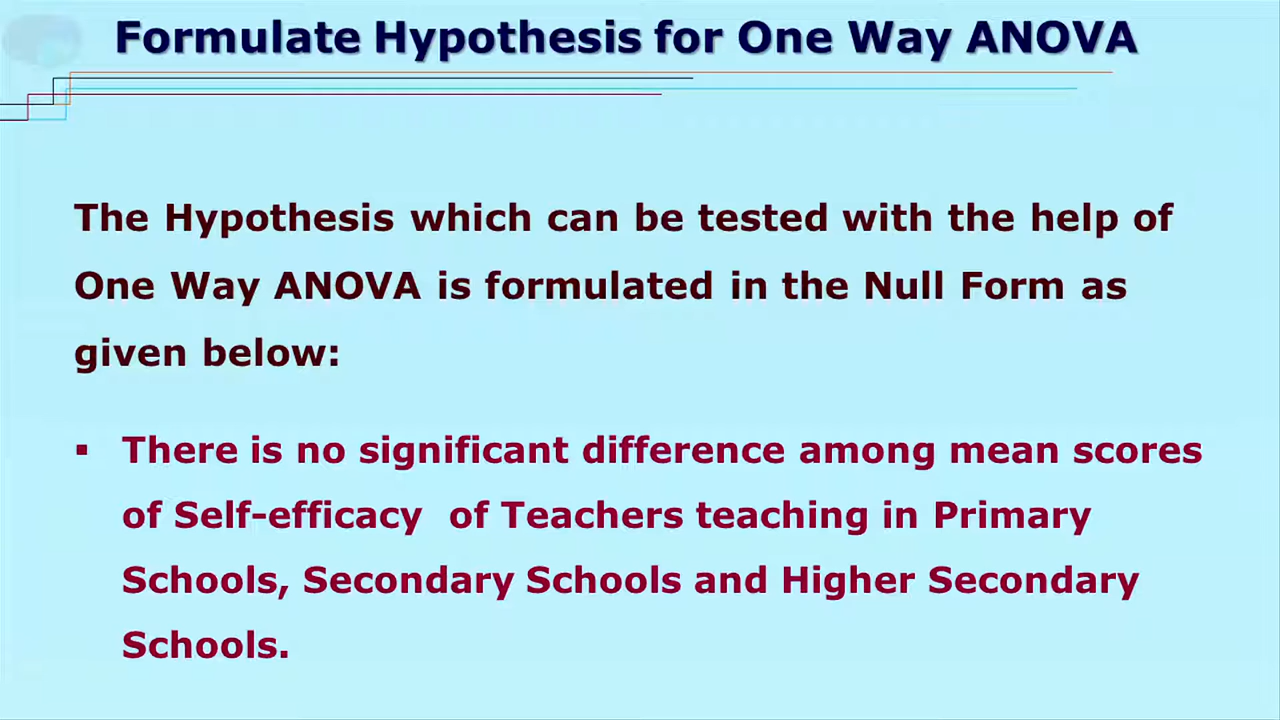 Formulate Hypothesis for One Way ANOVA
The Hypothesis which can be tested with the help of
One Way ANOVA is formulated in the Null Form as
given below:
▪ There is no significant difference among mean scores
of Self-efficacy of Teachers teaching in Primary
Schools, Secondary Schools and Higher Secondary
Schools.